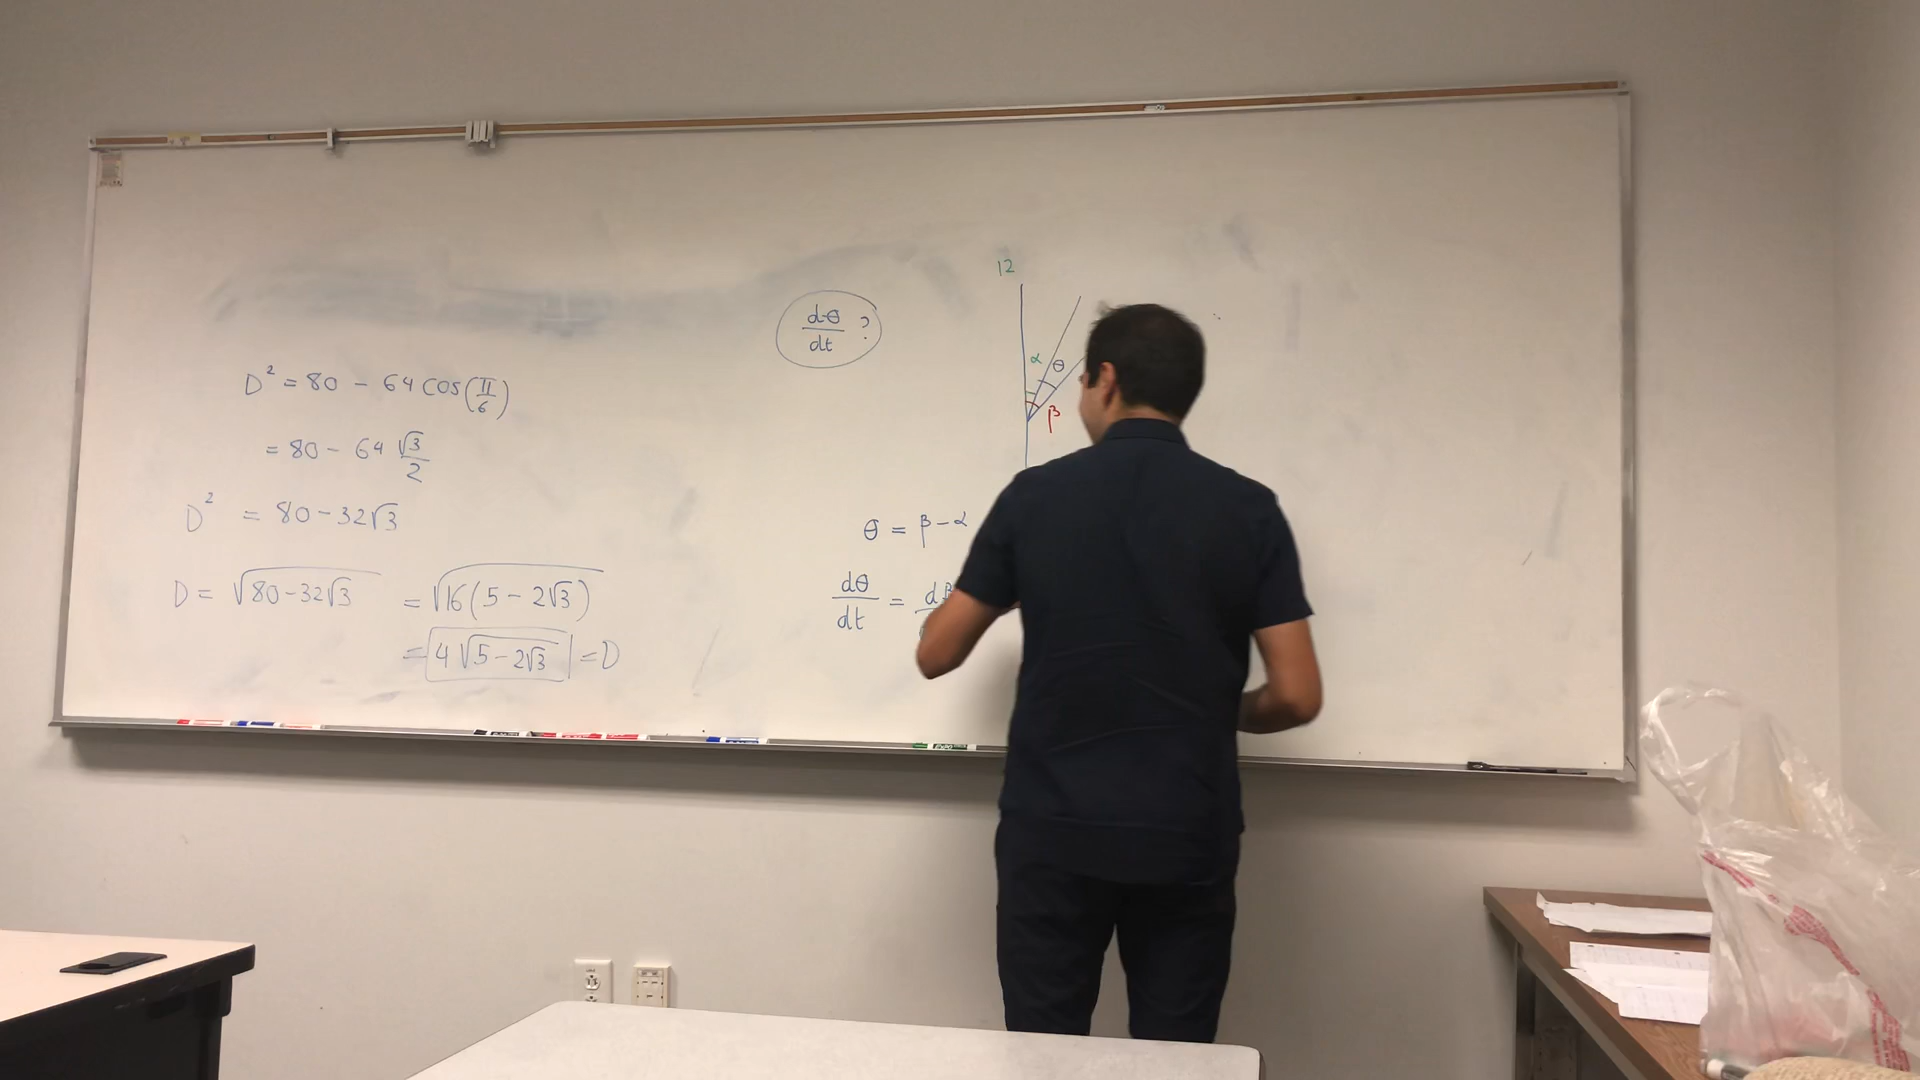 D² = 80 - 64 cos(π/6)
= 80 - 64 √3/2
D² = 80 - 32√3
D = √(80-32√3) = √(16(5-2√3))
= 4√(5-2√3) = D
dθ/dt ?
12
α θ
β
θ = β - α
dθ/dt =